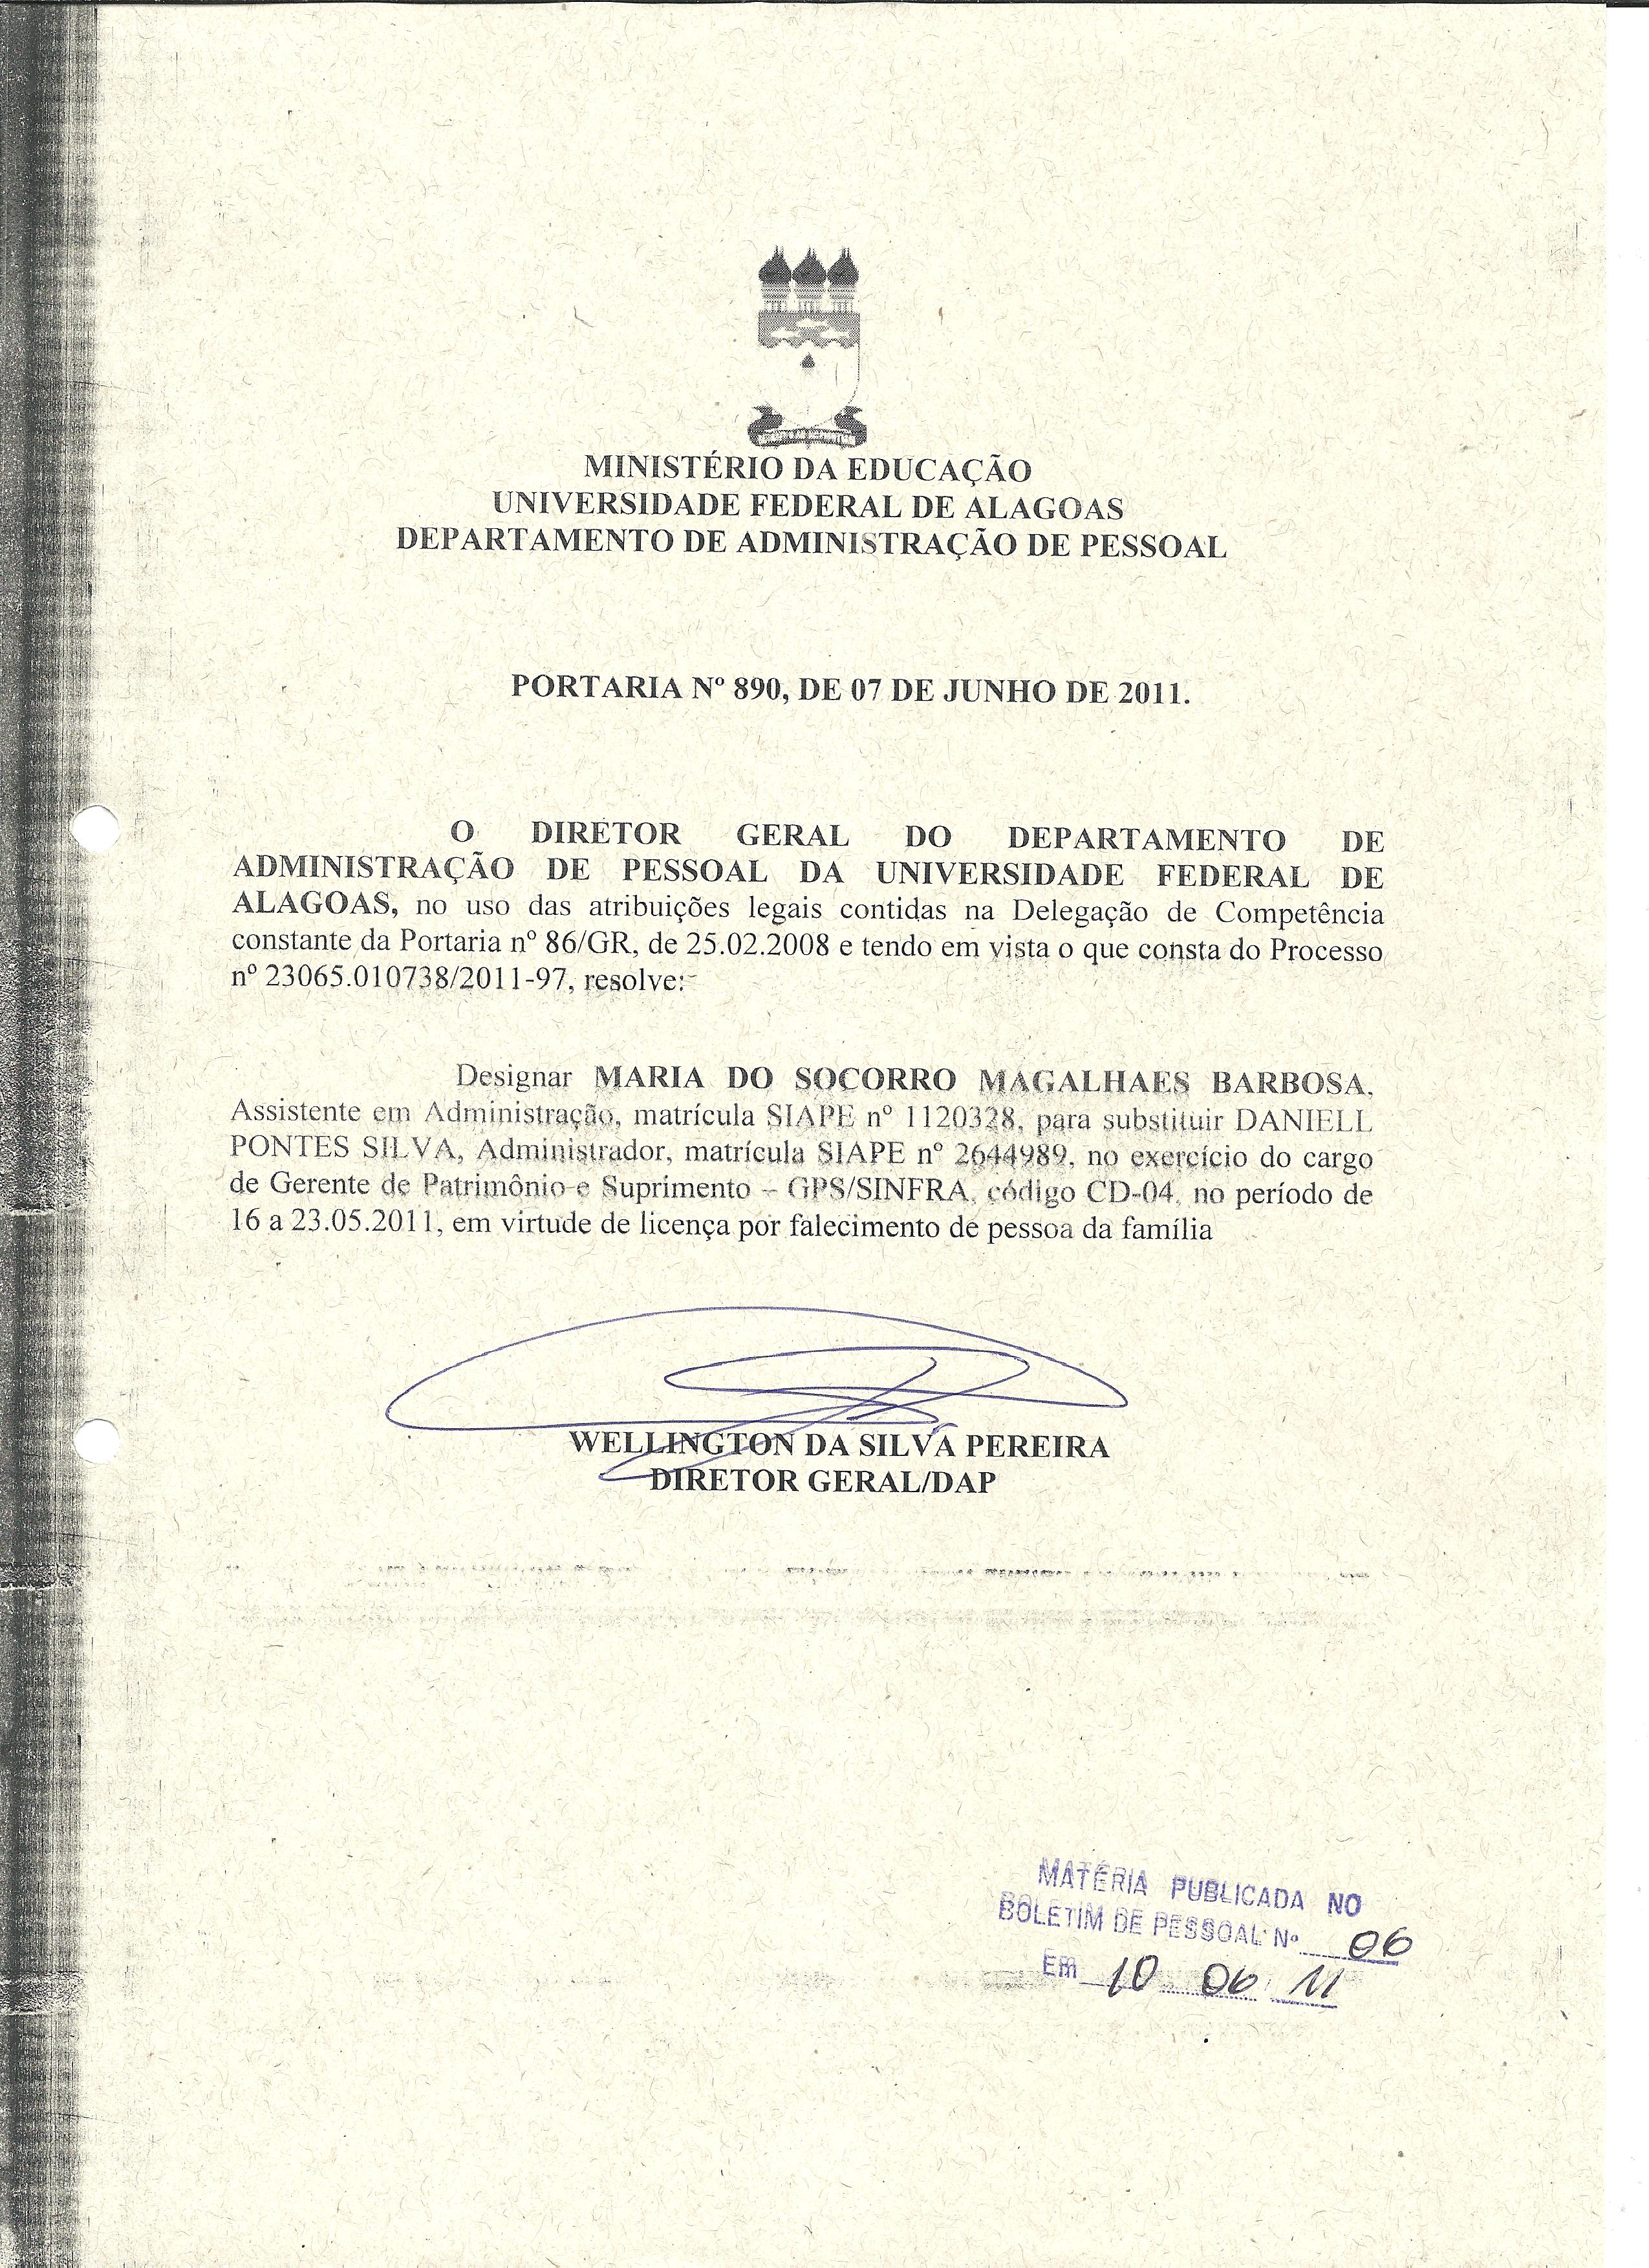 MINISTÉRIO DA EDUCAÇÃO
UNIVERSIDADE FEDERAL DE ALAGOAS
DEPARTAMENTO DE ADMINISTRAÇÃO DE PESSOAL
PORTARIA Nº 890, DE 07 DE JUNHO DE 2011.
O DIRETOR GERAL DO DEPARTAMENTO DE
ADMINISTRAÇÃO DE PESSOAL DA UNIVERSIDADE FEDERAL DE
ALAGOAS, no uso das atribuições legais contidas na Delegação de Competência
constante da Portaria nº 86/GR, de 25.02.2008 e tendo em vista o que consta do Processo
nº 23065.010738/2011-97, resolve:
Designar MARIA DO SOCORRO MAGALHAES BARBOSA,
Assistente em Administração, matrícula SIAPE nº 1120328, para substituir DANIELL
PONTES SILVA, Administrador, matrícula SIAPE nº 2644989, no exercício do cargo
de Gerente de Patrimônio e Suprimento – GPS/SINFRA, código CD-04, no período de
16 a 23.05.2011, em virtude de licença por falecimento de pessoa da família
WELLINGTON DA SILVA PEREIRA
DIRETOR GERAL/DAP
MATÉRIA PUBLICADA NO
BOLETIM DE PESSOAL Nº 06
EM 10 06 11